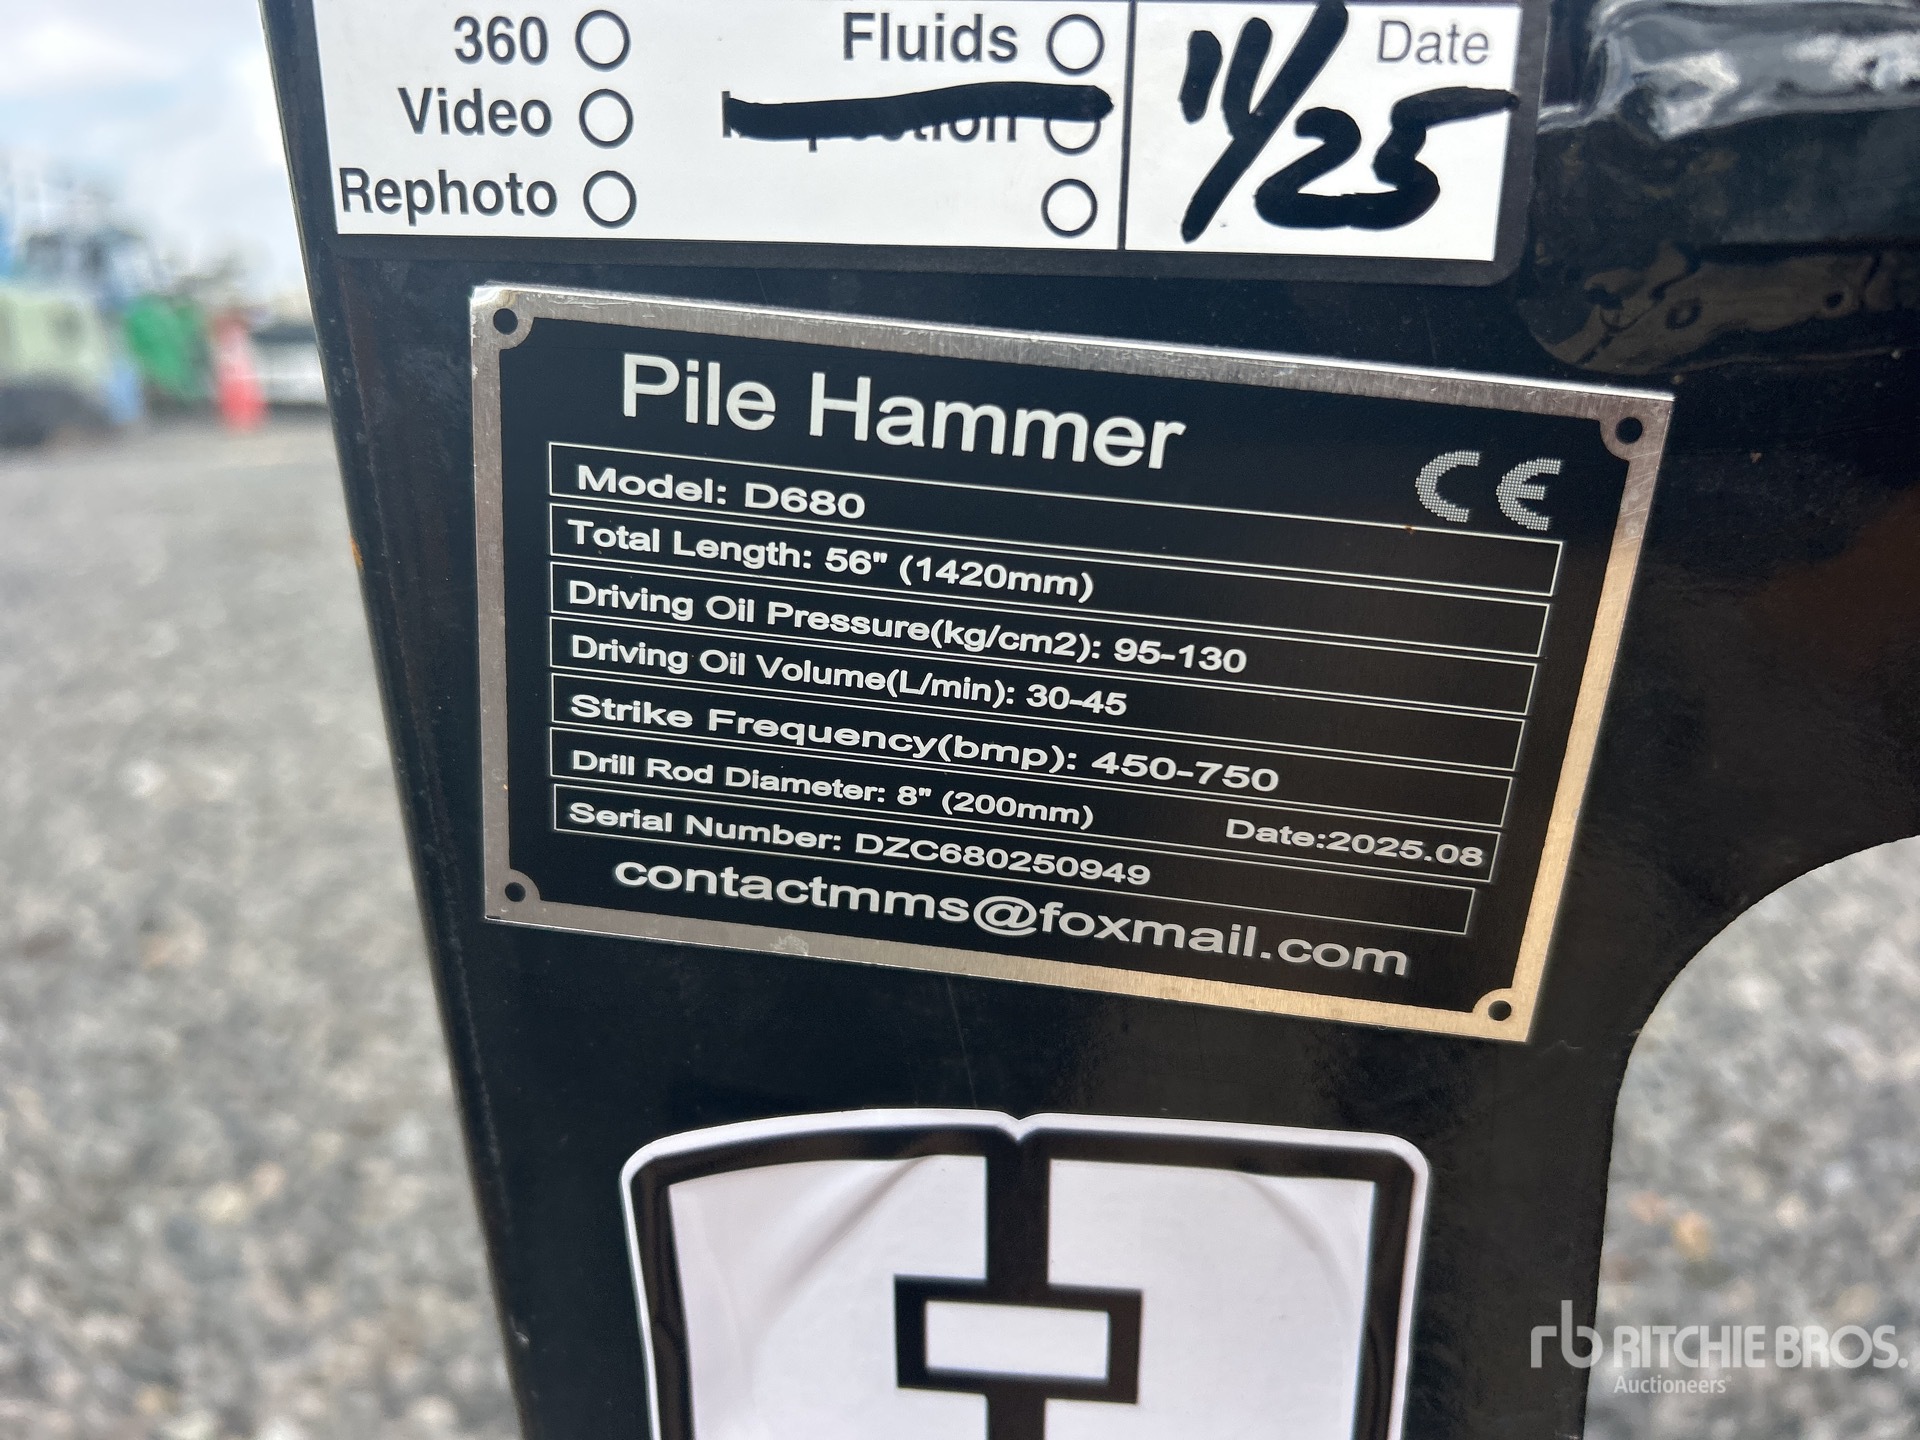 360
Fluids
Date
Video
11/25
Rephoto
Pile Hammer
CE
Model: D680
Total Length: 56" (1420mm)
Driving Oil Pressure(kg/cm2): 95-130
Driving Oil Volume(L/min): 30-45
Strike Frequency(bmp): 450-750
Drill Rod Diameter: 8" (200mm)
Date:2025.08
Serial Number: DZC680250949
contactmms@foxmail.com
rb RITCHIE BROS.
Auctioneers